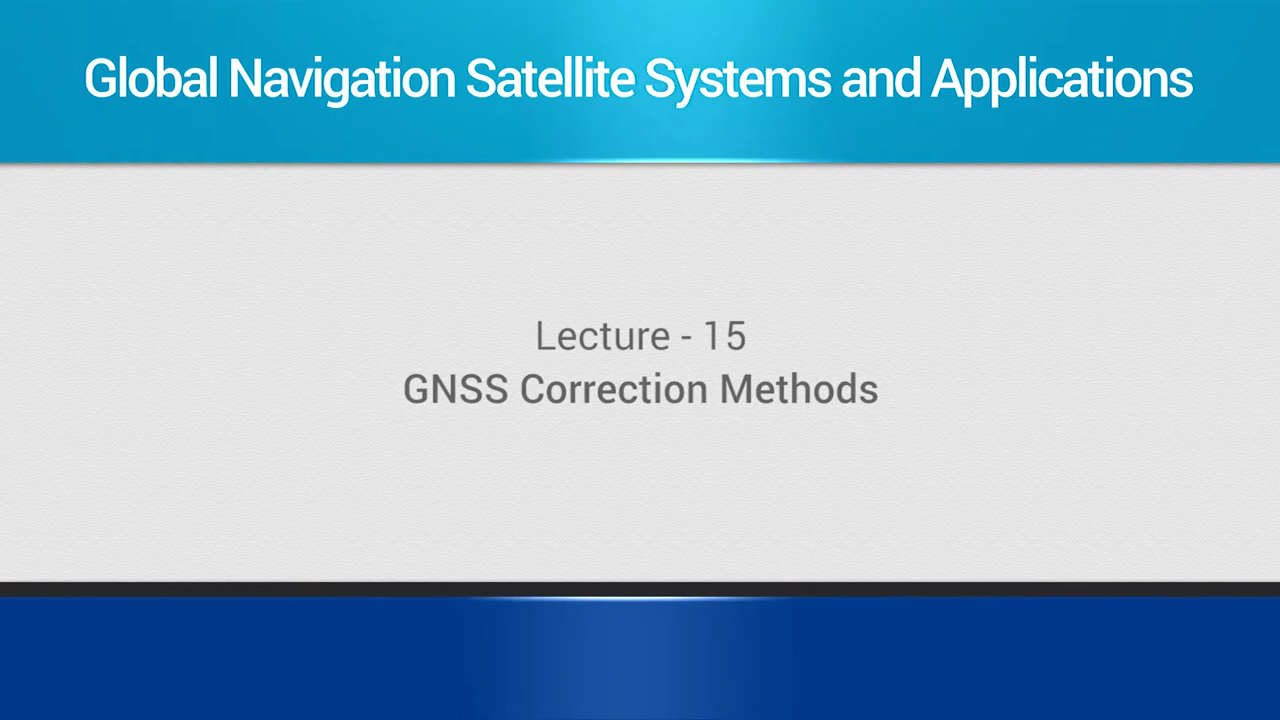 Global Navigation Satellite Systems and Applications
Lecture - 15
GNSS Correction Methods